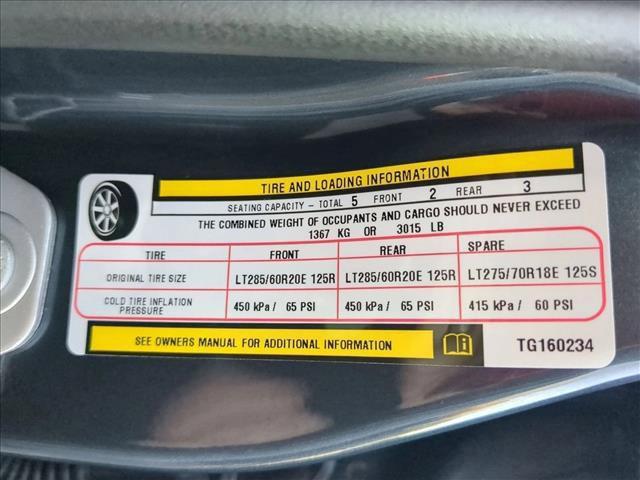 TIRE AND LOADING INFORMATION
SEATING CAPACITY - TOTAL 5 FRONT 2 REAR 3
THE COMBINED WEIGHT OF OCCUPANTS AND CARGO SHOULD NEVER EXCEED
1367 KG OR 3015 LB
TIRE FRONT REAR SPARE
ORIGINAL TIRE SIZE LT285/60R20E 125R LT285/60R20E 125R LT275/70R18E 125S
COLD TIRE INFLATION PRESSURE 450 kPa / 65 PSI 450 kPa / 65 PSI 415 kPa / 60 PSI
SEE OWNERS MANUAL FOR ADDITIONAL INFORMATION TG160234